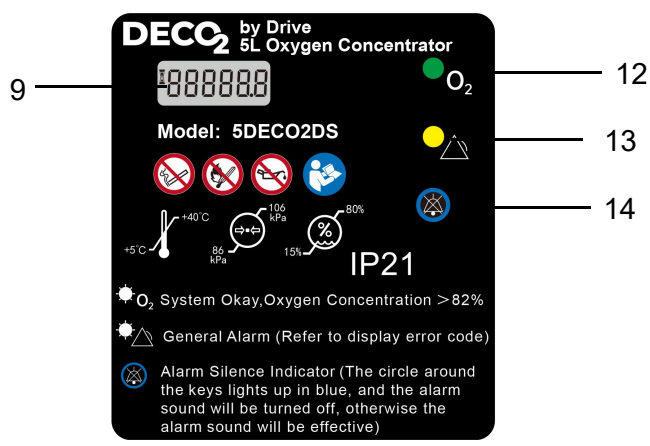 DECO2 by Drive
5L Oxygen Concentrator
9
88888.8
12
O2
Model: 5DECO2DS
13
14
+40°C
+5°C
106
kPa
86
kPa
%
80%
15%
IP21
O2 System Okay,Oxygen Concentration >82%
General Alarm (Refer to display error code)
Alarm Silence Indicator (The circle around
the keys lights up in blue, and the alarm
sound will be turned off, otherwise the
alarm sound will be effective)